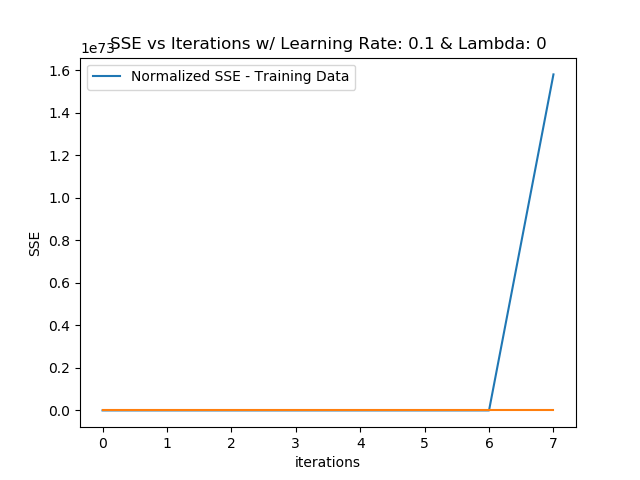 SSE vs Iterations w/ Learning Rate: 0.1 & Lambda: 0
1e73
Normalized SSE - Training Data
1.6
1.4
1.2
1.0
0.8
0.6
0.4
0.2
0.0
SSE
0 1 2 3 4 5 6 7
iterations